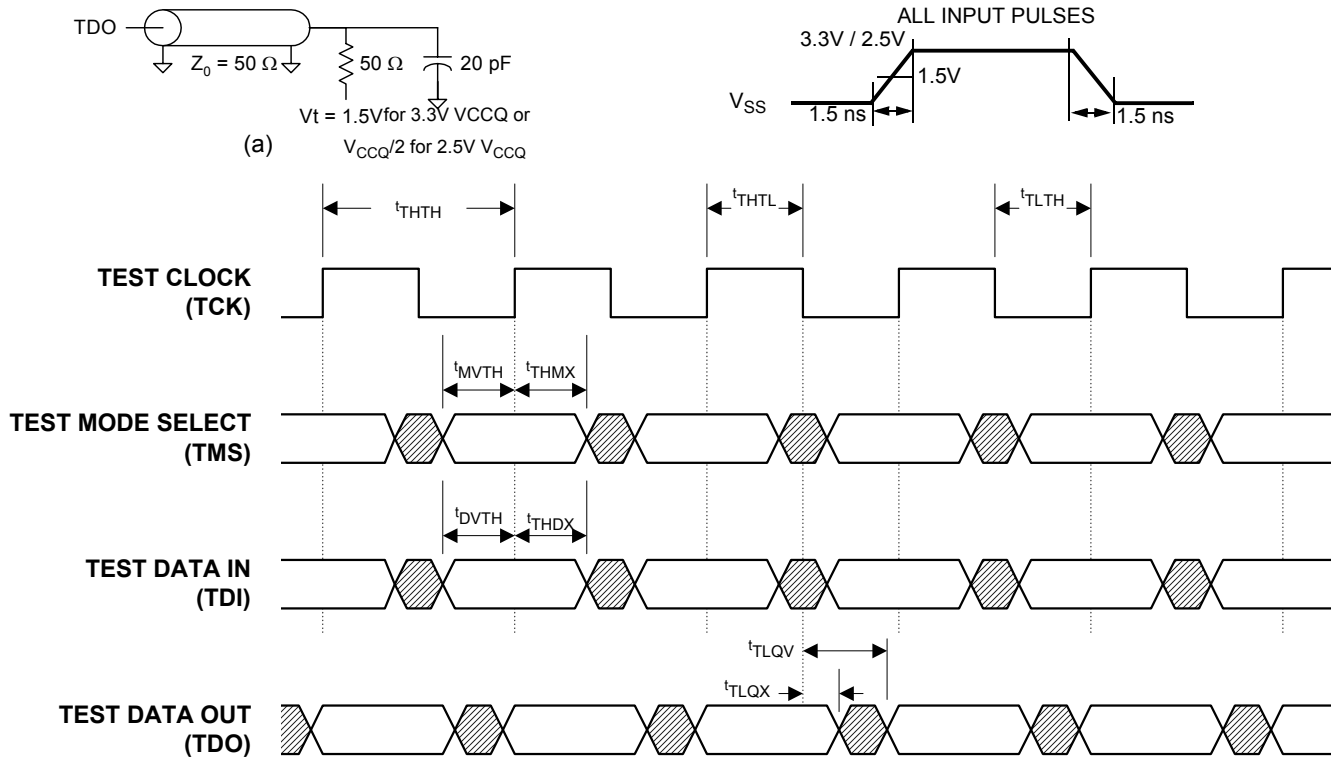 TDO
Z0 = 50 Ω
50 Ω
20 pF
Vt = 1.5V for 3.3V VCCQ or
VCCQ/2 for 2.5V VCCQ
(a)
ALL INPUT PULSES
3.3V / 2.5V
1.5V
VSS
1.5 ns
1.5 ns
tTHTH
tTHTL
tTLTH
TEST CLOCK
(TCK)
tMVTH
tTHMX
TEST MODE SELECT
(TMS)
tDVTH
tTHDX
TEST DATA IN
(TDI)
tTLQV
tTLQX
TEST DATA OUT
(TDO)